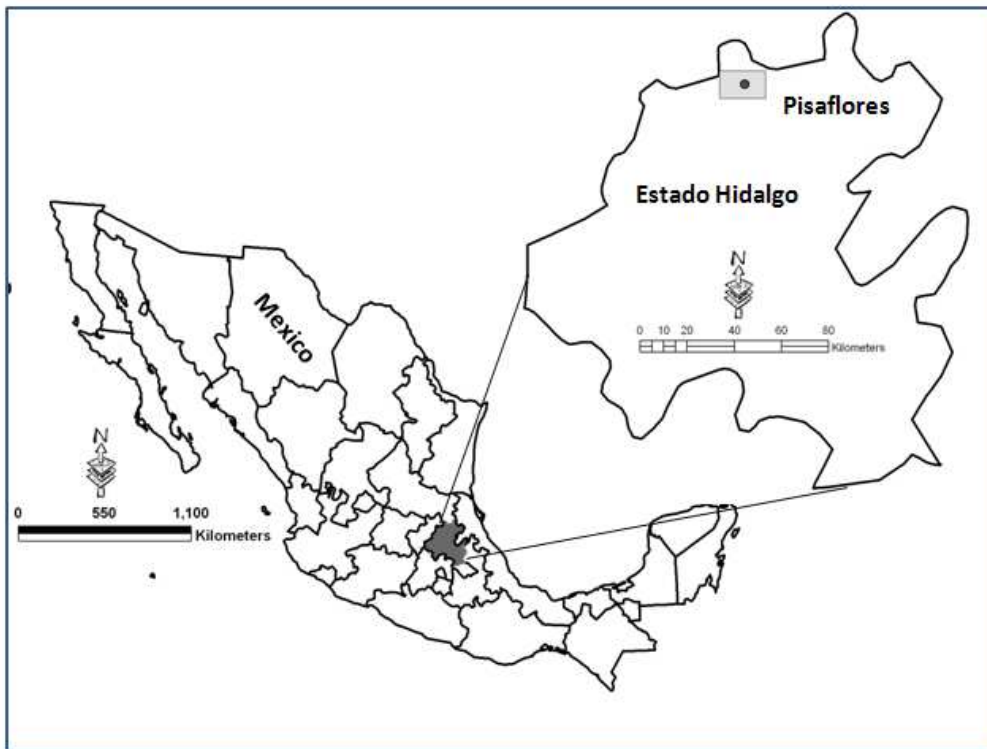 Pisaflores
Estado Hidalgo
N
0 10 20 40 60 80
Kilometers
Mexico
N
0 550 1,100
Kilometers